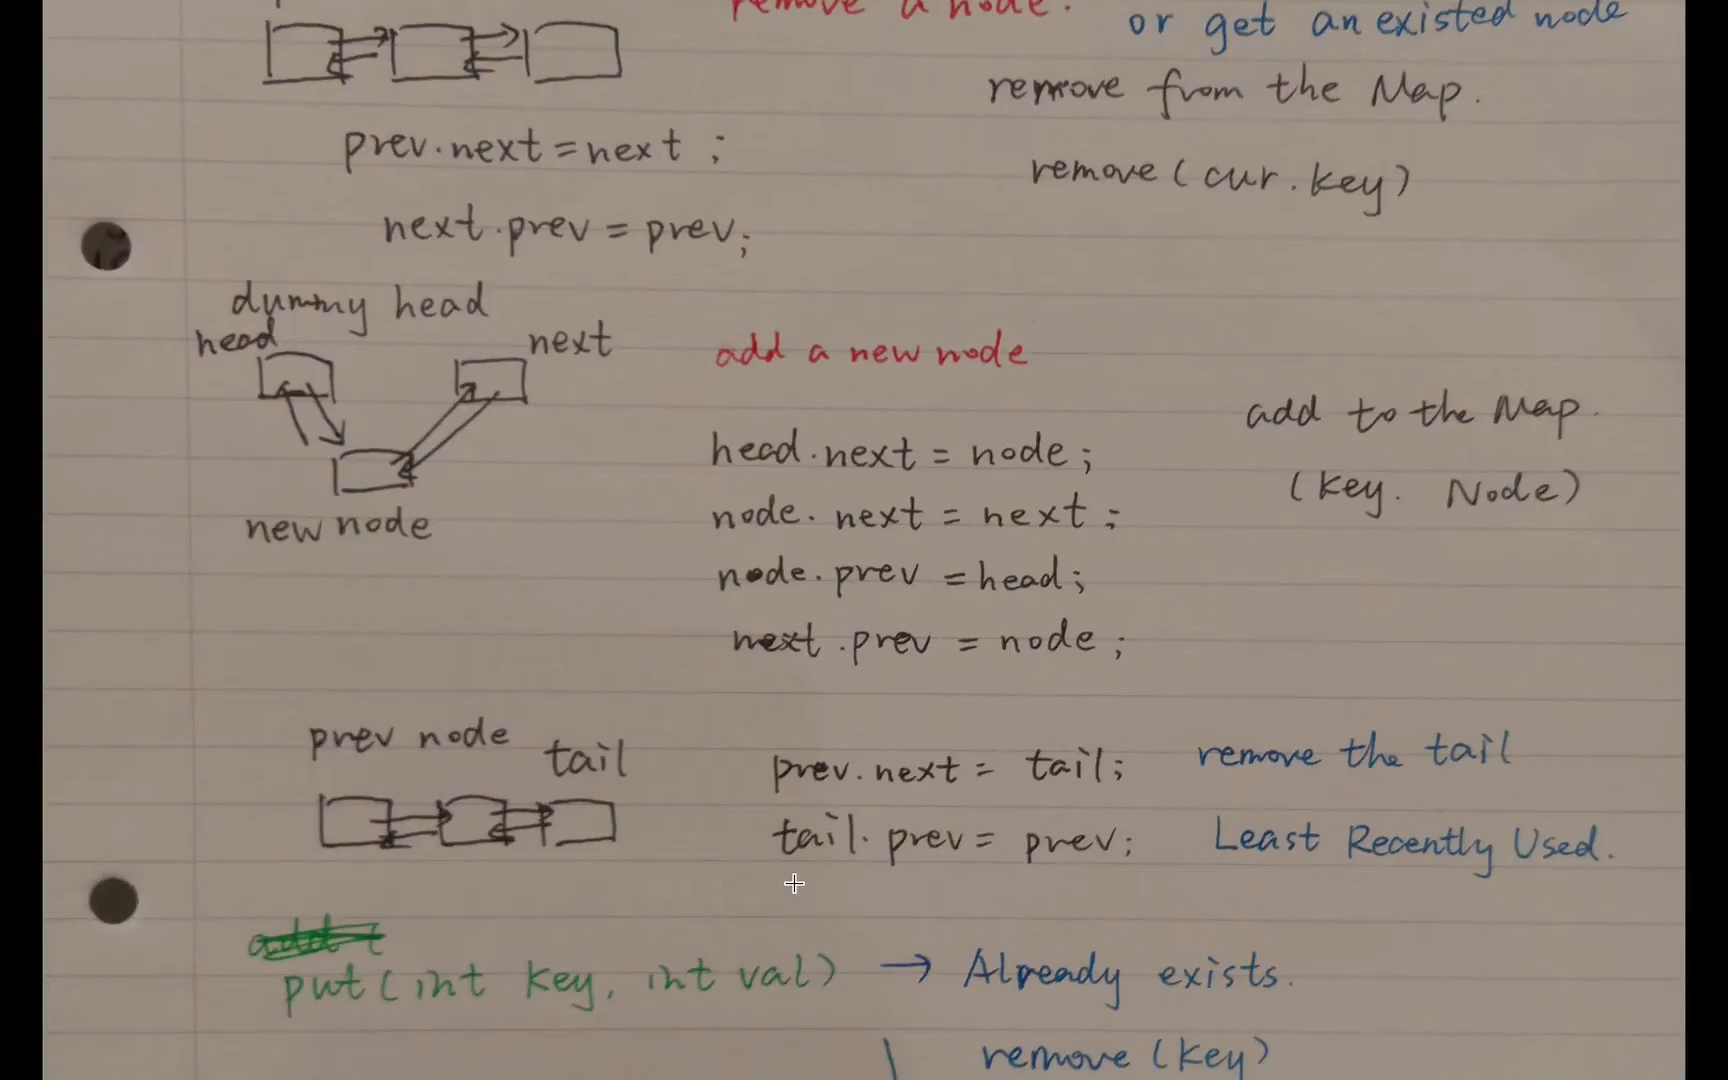 remove a node.
or get an existed node
remove from the Map.
prev.next = next ;
remove (cur.key)
next.prev = prev;
dummy head
head
next
add a new node
add to the Map.
head.next = node ;
(key. Node)
node. next = next ;
new node
node. prev = head ;
next .prev = node ;
prev node
tail
prev. next = tail ;
remove the tail
tail. prev = prev ;
Least Recently Used.
put (int key, int val) → Already exists.
remove (key)